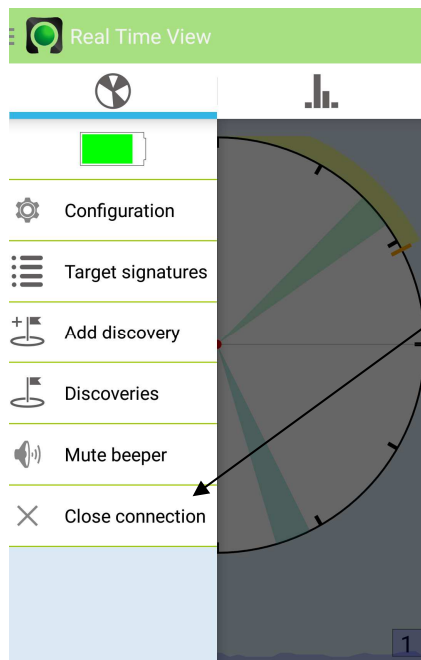 Real Time View
Configuration
Target signatures
Add discovery
Discoveries
Mute beeper
Close connection
1